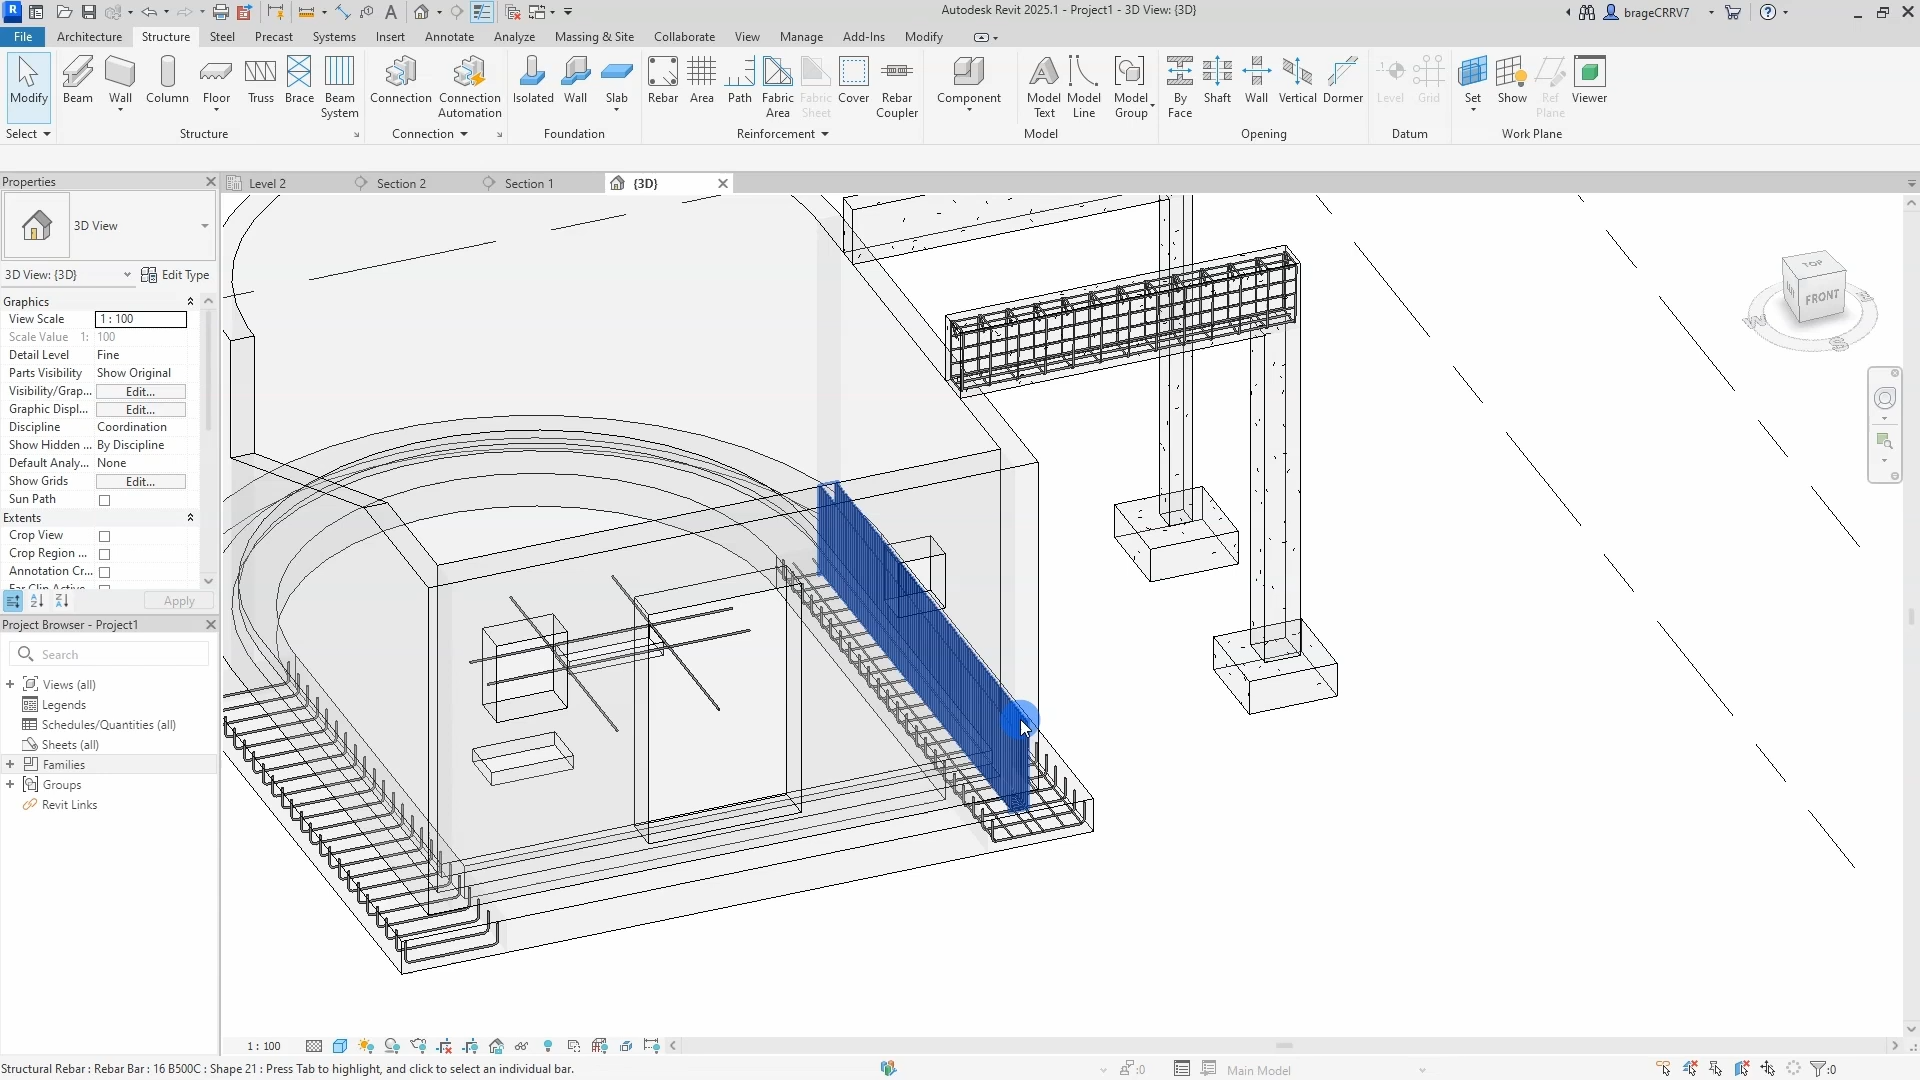 Autodesk Revit 2025.1 - Project1 - 3D View: {3D}
brageCRRV7
File
Architecture
Structure
Steel
Precast
Systems
Insert
Annotate
Analyze
Massing & Site
Collaborate
View
Manage
Add-Ins
Modify
Modify
Beam
Wall
Column
Floor
Truss
Brace
Beam System
Connection
Connection Automation
Isolated
Wall
Slab
Rebar
Area
Path
Fabric Area
Fabric Sheet
Cover
Rebar Coupler
Component
Model Text
Model Line
Model Group
By Face
Shaft
Wall
Vertical
Dormer
Level
Grid
Set
Show
Ref Plane
Viewer
Select
Structure
Connection
Foundation
Reinforcement
Model
Opening
Datum
Work Plane
Properties
Level 2
Section 2
Section 1
{3D}
3D View
3D View: {3D}
Edit Type
Graphics
View Scale
1 : 100
Scale Value 1:
100
Detail Level
Fine
Parts Visibility
Show Original
Visibility/Grap...
Edit...
Graphic Displ...
Edit...
Discipline
Coordination
Show Hidden ...
By Discipline
Default Analy...
None
Show Grids
Edit...
Sun Path
Extents
Crop View
Crop Region ...
Annotation Cr...
Far Clip Active
Apply
Project Browser - Project1
Search
Views (all)
Legends
Schedules/Quantities (all)
Sheets (all)
Families
Groups
Revit Links
TOP
FRONT
W
S
1 : 100
Structural Rebar : Rebar Bar : 16 B500C : Shape 21 : Press Tab to highlight, and click to select an individual bar.
:0
Main Model
:0